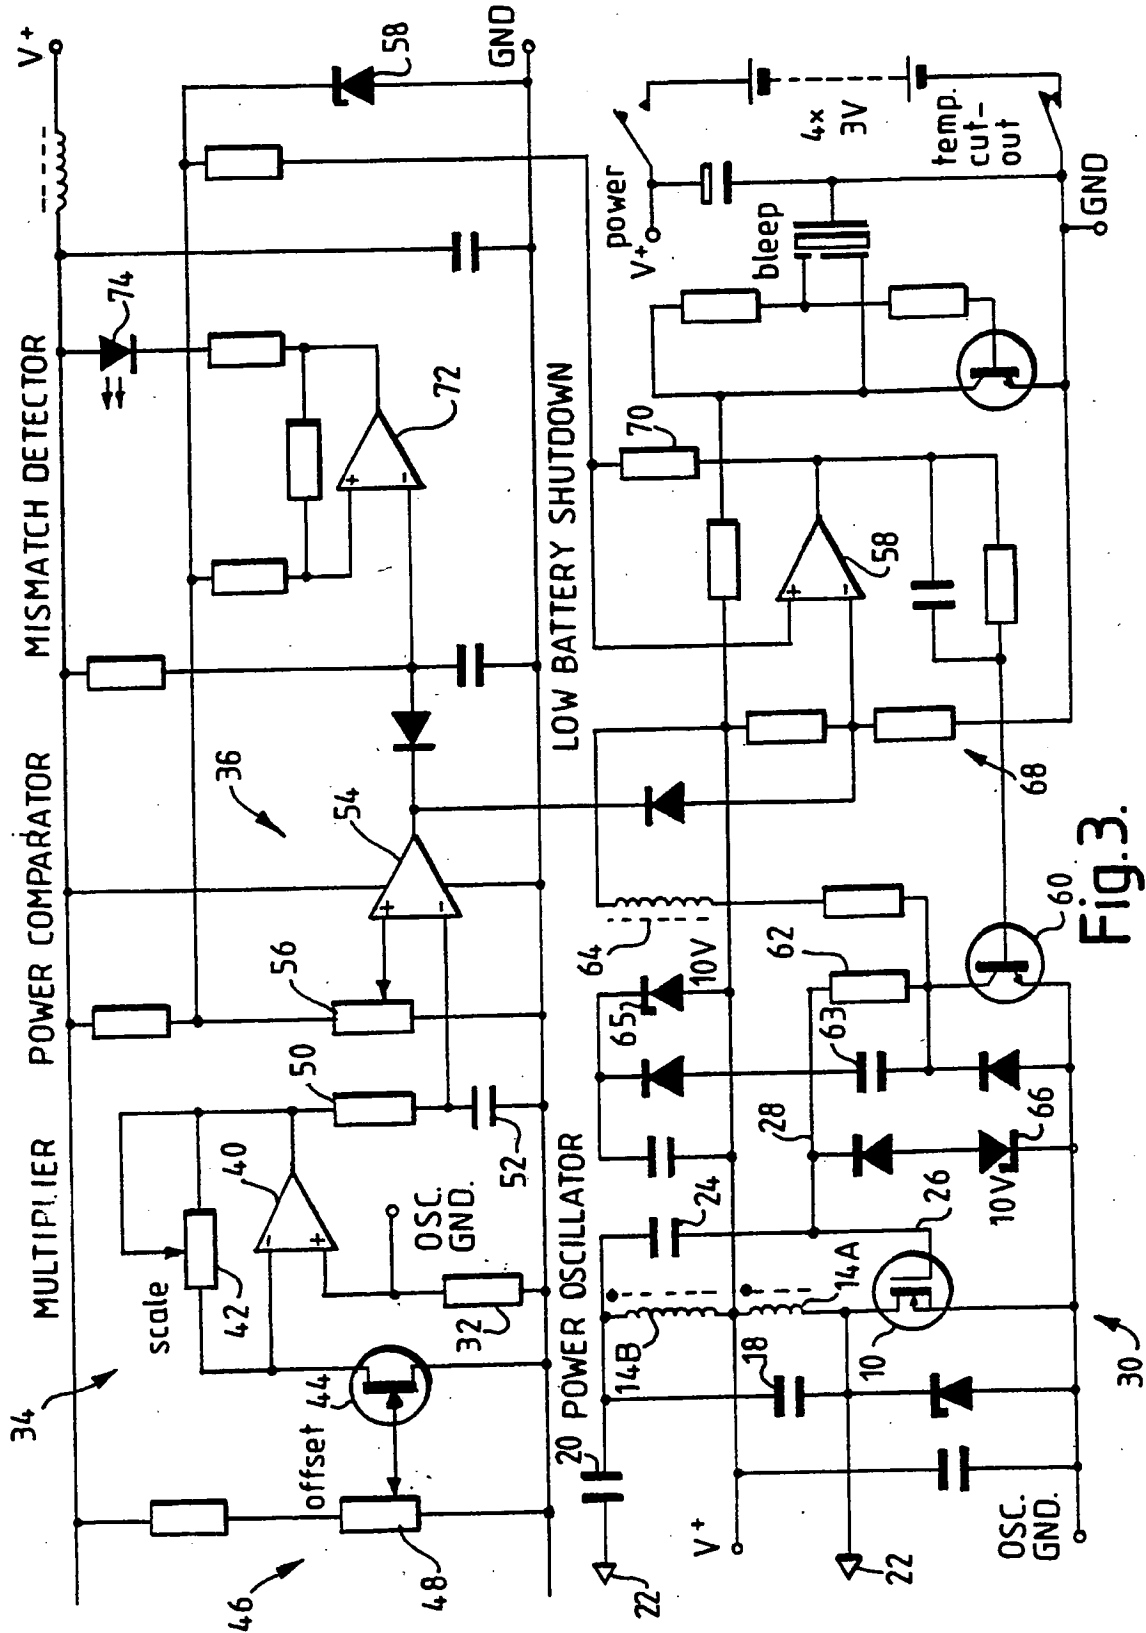 MULTIPLIER
POWER COMPARATOR
MISMATCH DETECTOR
V+
34
36
74
scale
42
40
50
56
54
72
58
offset
44
46
48
32
OSC.
GND.
52
GND
POWER OSCILLATOR
LOW BATTERY SHUTDOWN
20
22
14B
18
24
28
64
65
10V
63
62
V+
14A
10
26
10V
66
60
22
OSC.
GND.
30
68
58
70
bleep
power
V+
4x
3V
temp.
cut-
out
GND
+
-
+
-
+
-
+
-
Fig.3.